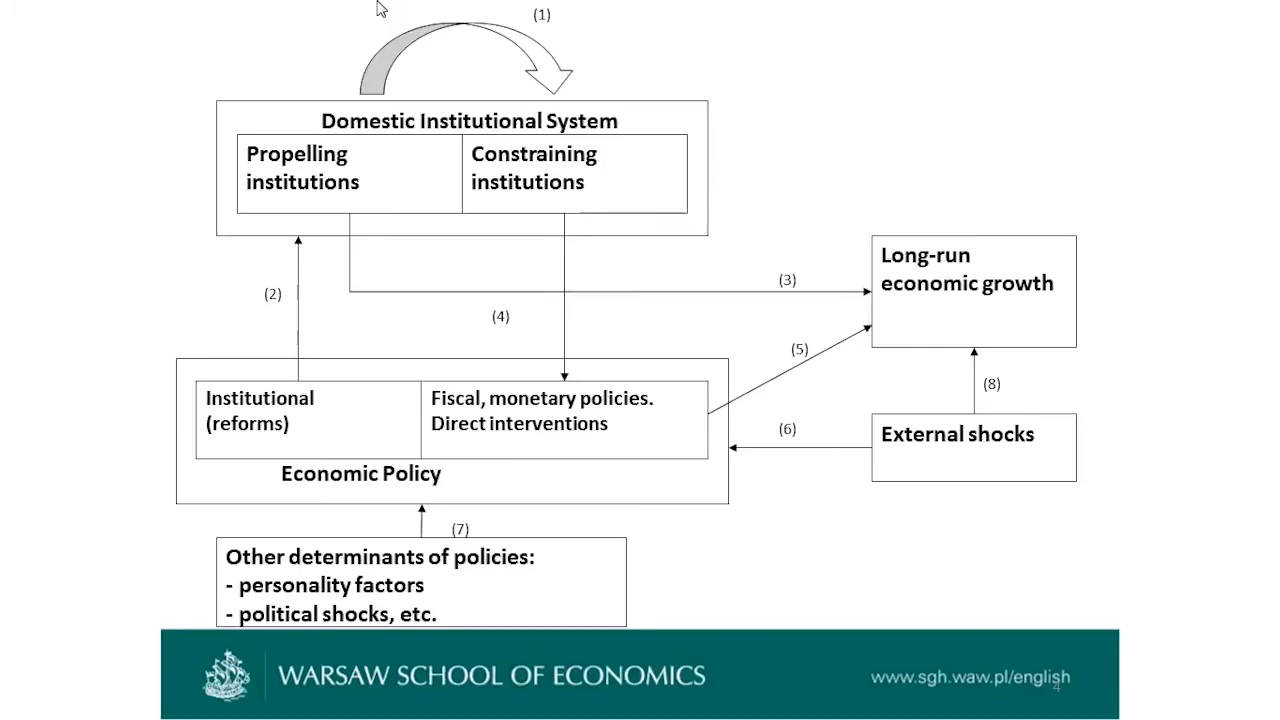 (1)
Domestic Institutional System
Propelling
institutions
Constraining
institutions
Long-run
economic growth
(3)
(2)
(4)
(5)
(8)
Institutional
(reforms)
Fiscal, monetary policies.
Direct interventions
(6)
External shocks
Economic Policy
(7)
Other determinants of policies:
- personality factors
- political shocks, etc.
WARSAW SCHOOL OF ECONOMICS
www.sgh.waw.pl/english
4